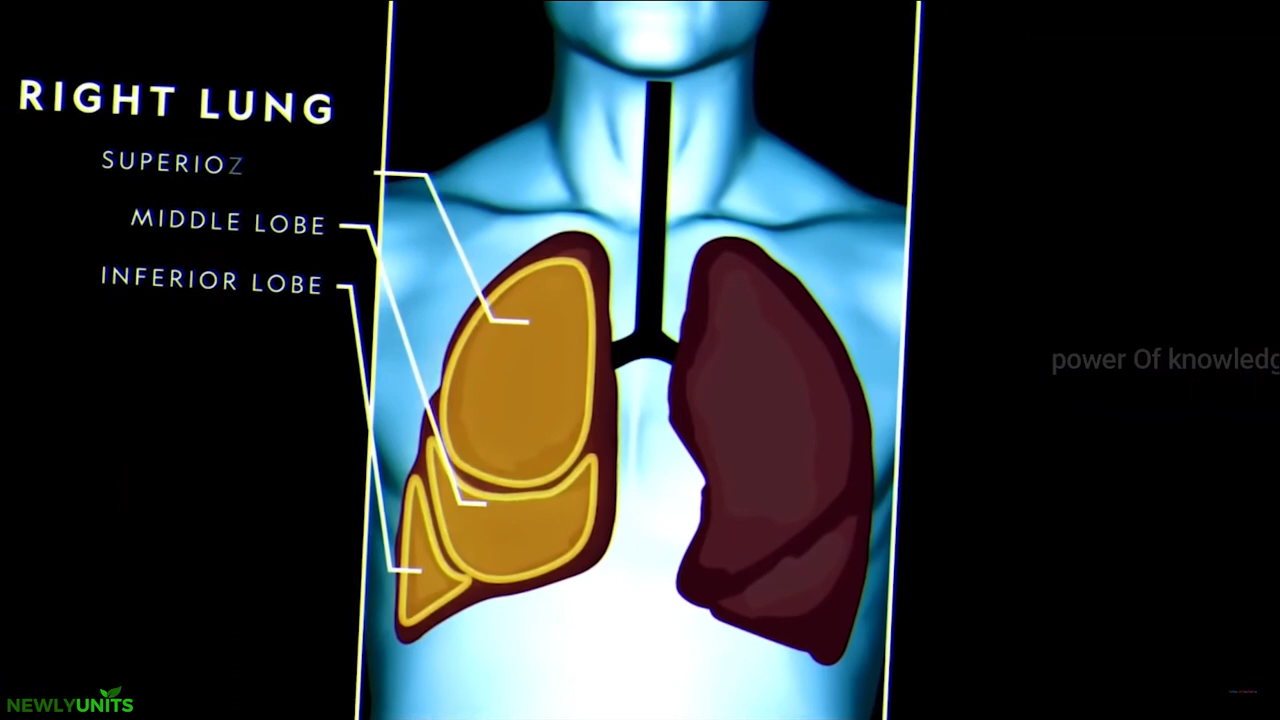 RIGHT LUNG
SUPERIOZ
MIDDLE LOBE
INFERIOR LOBE
power Of knowledg
NEWLYUNITS